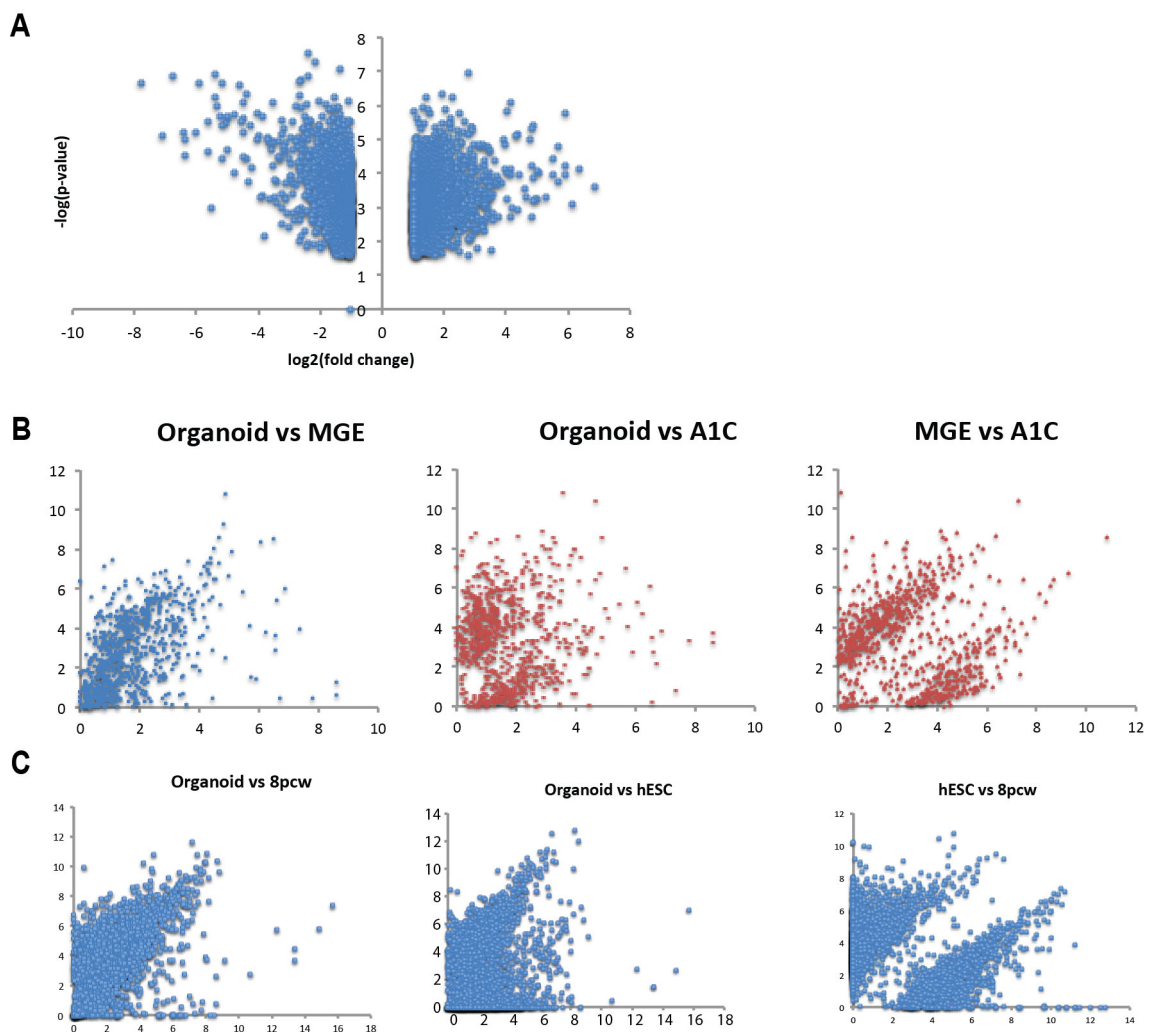 A
8
7
6
5
4
3
2
1
0
-log(p-value)
-10 -8 -6 -4 -2 0 2 4 6 8
log2(fold change)
B
Organoid vs MGE
12
10
8
6
4
2
0
0 2 4 6 8 10
Organoid vs A1C
12
10
8
6
4
2
0
0 2 4 6 8 10
MGE vs A1C
12
10
8
6
4
2
0
0 2 4 6 8 10 12
C
Organoid vs 8pcw
14
12
10
8
6
4
2
0
0 2 4 6 8 10 12 14 16 18
Organoid vs hESC
14
12
10
8
6
4
2
0
0 2 4 6 8 10 12 14 16 18
hESC vs 8pcw
12
10
8
6
4
2
0
0 2 4 6 8 10 12 14